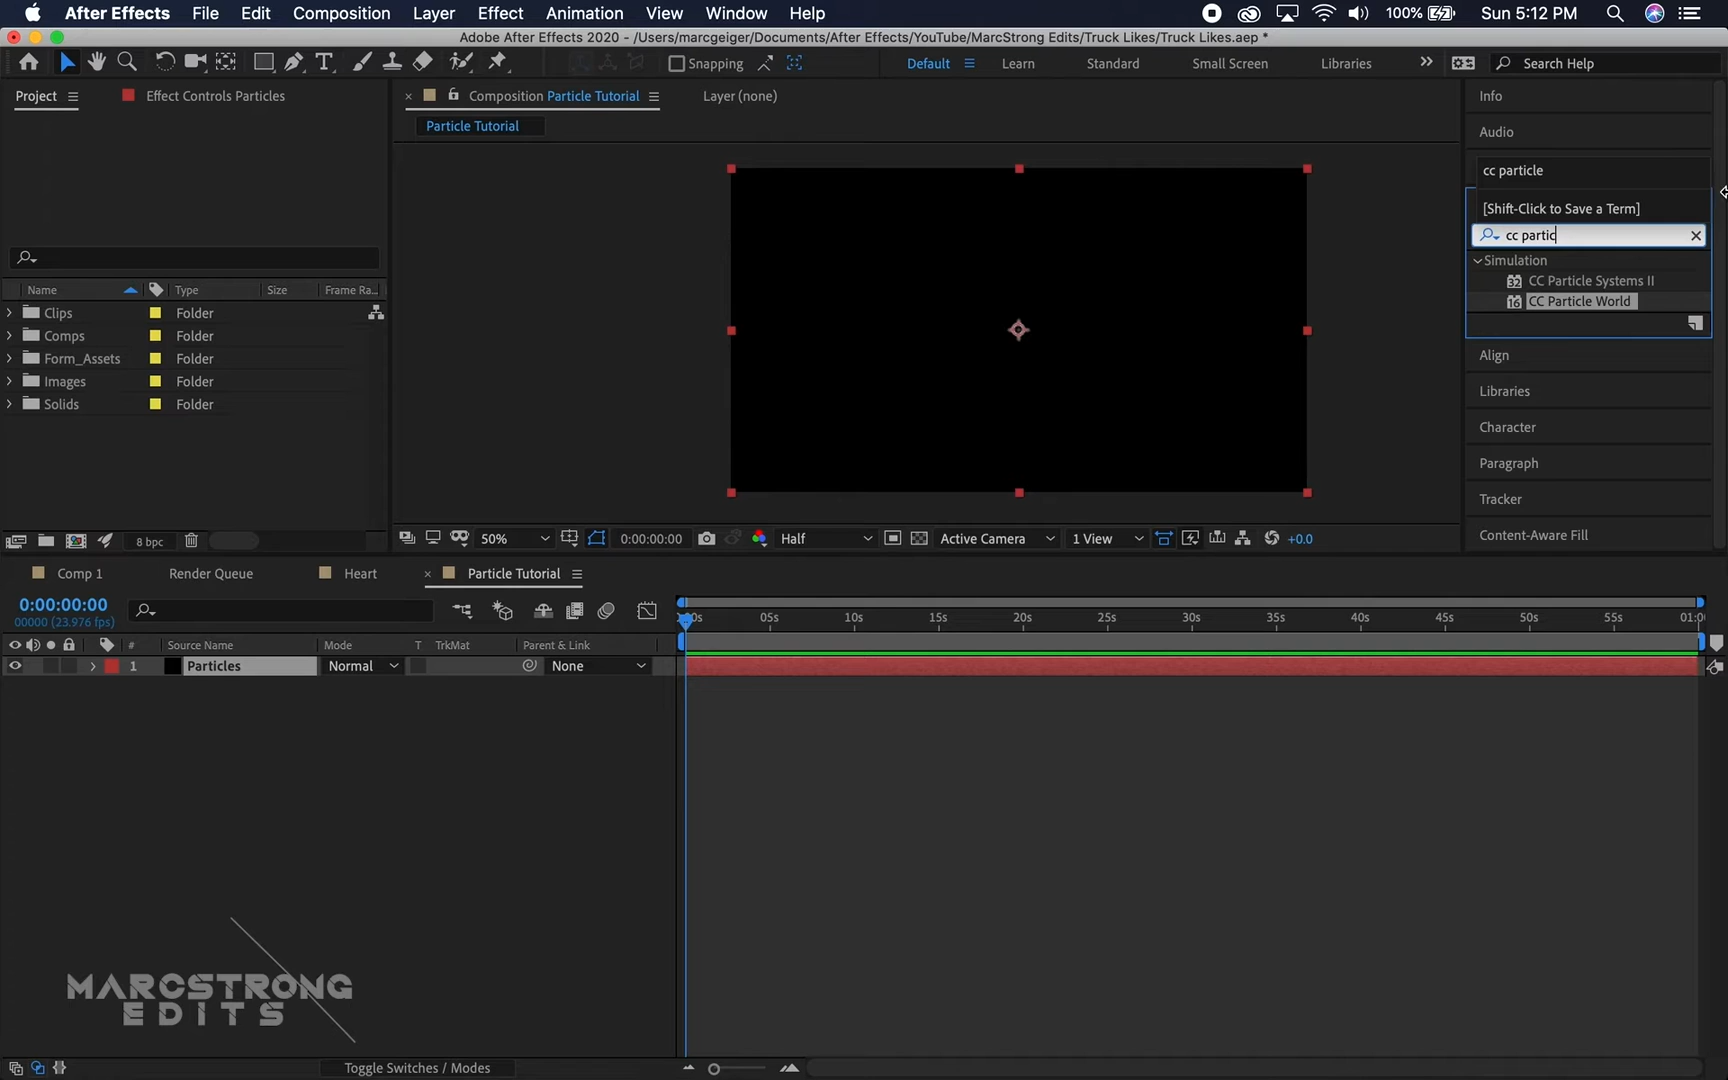 After Effects File Edit Composition Layer Effect Animation View Window Help 100% Sun 5:12 PM
Adobe After Effects 2020 - /Users/marcgeiger/Documents/After Effects/YouTube/MarcStrong Edits/Truck Likes/Truck Likes.aep *
Snapping Default Learn Standard Small Screen Libraries Search Help
Project Effect Controls Particles Composition Particle Tutorial Layer (none) Info
Particle Tutorial
Audio
cc particle
[Shift-Click to Save a Term]
cc partic
Simulation
32 CC Particle Systems II
16 CC Particle World
Align
Libraries
Character
Paragraph
Tracker
Content-Aware Fill
Name Type Size Frame Ra...
Clips Folder
Comps Folder
Form_Assets Folder
Images Folder
Solids Folder
8 bpc
50% 0:00:00:00 Half Active Camera 1 View +0.0
Comp 1 Render Queue Heart Particle Tutorial
0:00:00:00
00000 (23.976 fps)
05s 10s 15s 20s 25s 30s 35s 40s 45s 50s 55s
# Source Name Mode T TrkMat Parent & Link
1 Particles Normal None
MARCSTRONG
EDITS
Toggle Switches / Modes